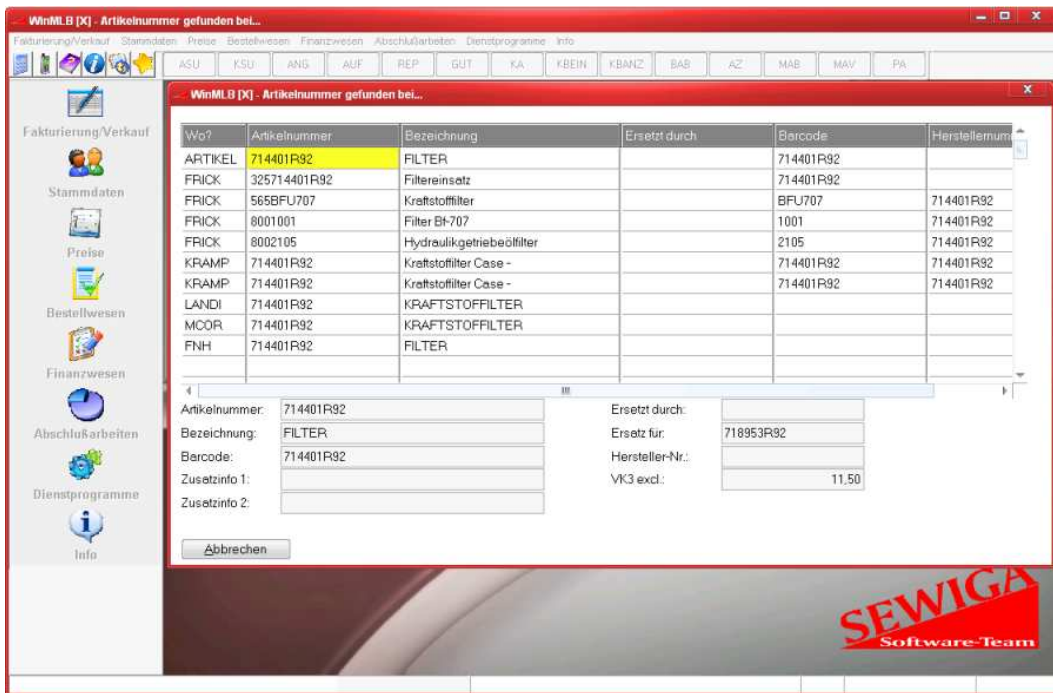 WinMLB [X] - Artikelnummer gefunden bei...
Fakturierung/Verkauf Stammdaten Preise Bestellwesen Finanzwesen Abschlußarbeiten Dienstprogramme Info
ASU KSU ANG AUF REP GUT KA KBEIN KBANZ BAB AZ MAB MAV PA
Fakturierung/Verkauf
Stammdaten
Preise
Bestellwesen
Finanzwesen
Abschlußarbeiten
Dienstprogramme
Info
WinMLB [X] - Artikelnummer gefunden bei...
Wo? Artikelnummer Bezeichnung Ersetzt durch Barcode Herstellernum
ARTIKEL 714401R92 FILTER 714401R92
FRICK 325714401R92 Filtereinsatz 714401R92
FRICK 565BFU707 Kraftstofffilter BFU707 714401R92
FRICK 8001001 Filter Bf-707 1001 714401R92
FRICK 8002105 Hydraulikgetriebeölfilter 2105 714401R92
KRAMP 714401R92 Kraftstoffilter Case - 714401R92 714401R92
KRAMP 714401R92 Kraftstoffilter Case - 714401R92 714401R92
LANDI 714401R92 KRAFTSTOFFILTER
MCOR 714401R92 KRAFTSTOFFILTER
FNH 714401R92 FILTER
Artikelnummer: 714401R92 Ersetzt durch:
Bezeichnung: FILTER Ersatz für: 718953R92
Barcode: 714401R92 Hersteller-Nr.:
Zusatzinfo 1: VK3 excl.: 11,50
Zusatzinfo 2:
Abbrechen
SEWIGA
Software-Team